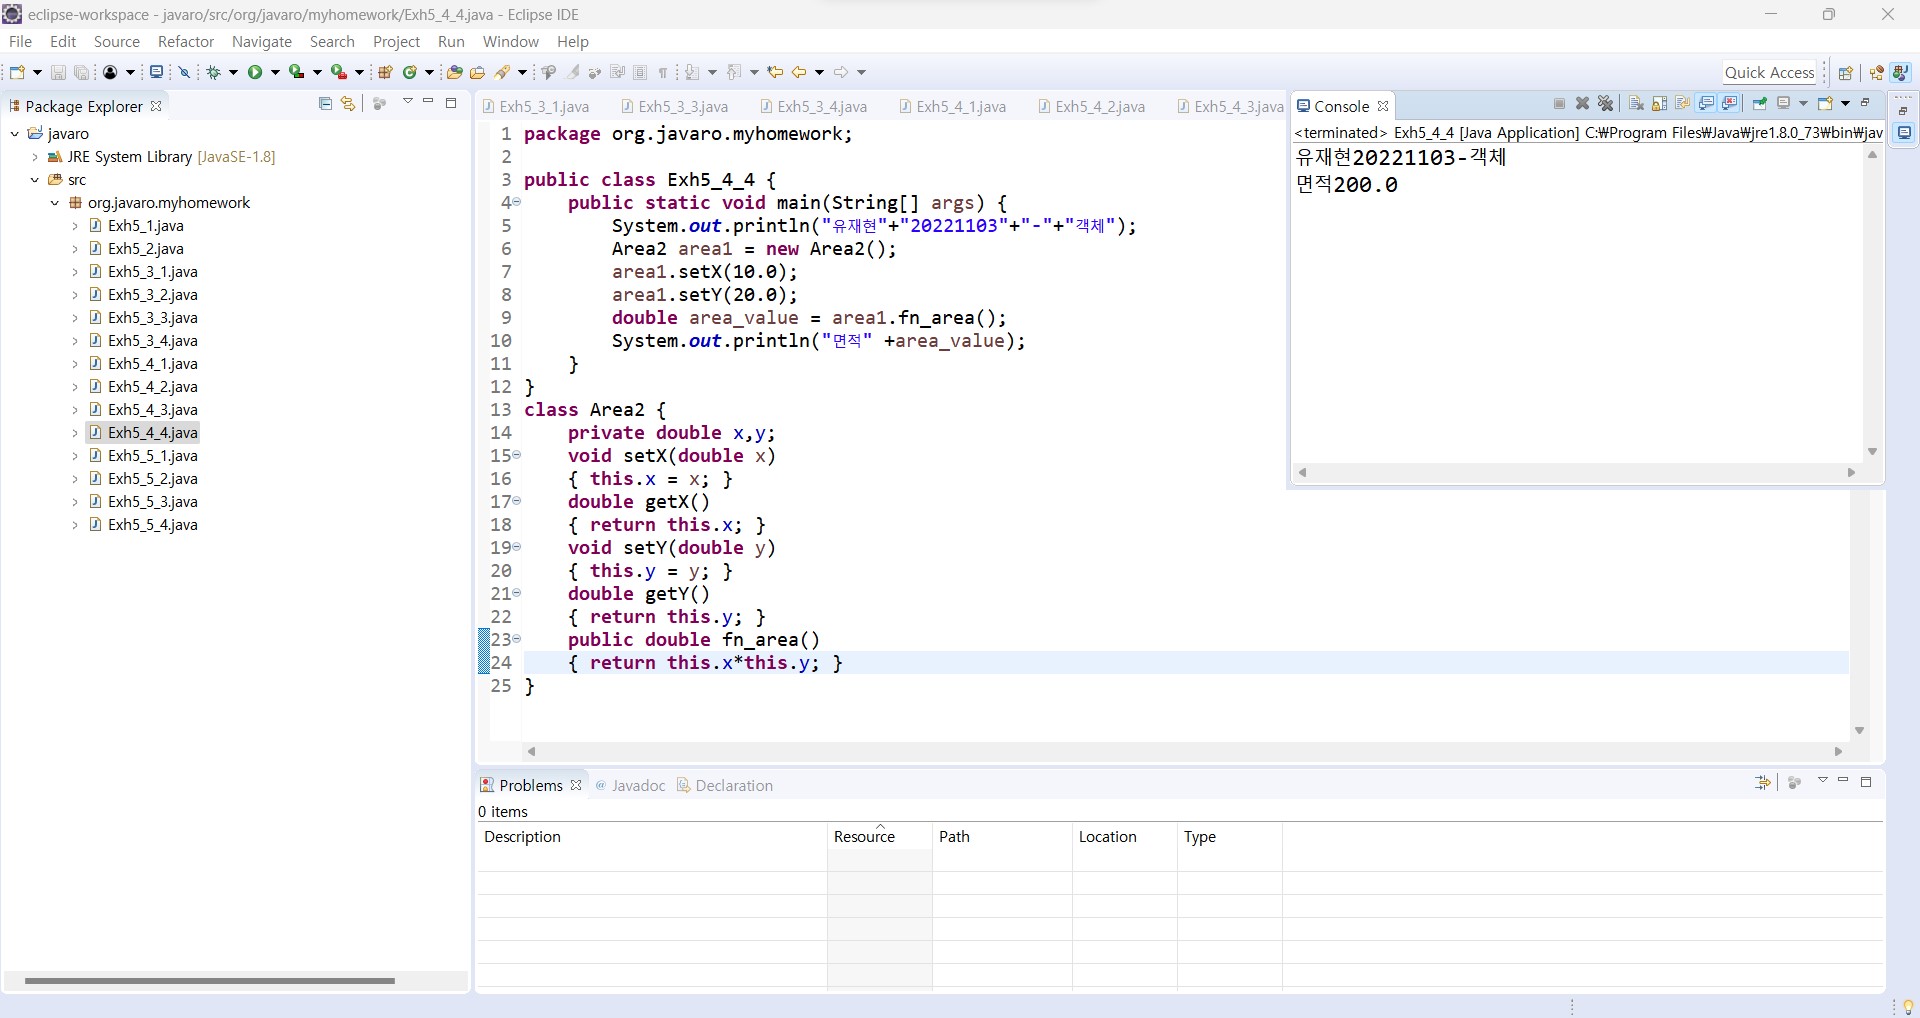 eclipse-workspace - javaro/src/org/javaro/myhomework/Exh5_4_4.java - Eclipse IDE
File Edit Source Refactor Navigate Search Project Run Window Help
Quick Access
Package Explorer
javaro
JRE System Library [JavaSE-1.8]
src
org.javaro.myhomework
Exh5_1.java
Exh5_2.java
Exh5_3_1.java
Exh5_3_2.java
Exh5_3_3.java
Exh5_3_4.java
Exh5_4_1.java
Exh5_4_2.java
Exh5_4_3.java
Exh5_4_4.java
Exh5_5_1.java
Exh5_5_2.java
Exh5_5_3.java
Exh5_5_4.java
Exh5_3_1.java Exh5_3_3.java Exh5_3_4.java Exh5_4_1.java Exh5_4_2.java Exh5_4_3.java
1 package org.javaro.myhomework;
2
3 public class Exh5_4_4 {
4 public static void main(String[] args) {
5 System.out.println("유재현"+"20221103"+"-"+"객체");
6 Area2 area1 = new Area2();
7 area1.setX(10.0);
8 area1.setY(20.0);
9 double area_value = area1.fn_area();
10 System.out.println("면적" +area_value);
11 }
12 }
13 class Area2 {
14 private double x,y;
15 void setX(double x)
16 { this.x = x; }
17 double getX()
18 { return this.x; }
19 void setY(double y)
20 { this.y = y; }
21 double getY()
22 { return this.y; }
23 public double fn_area()
24 { return this.x*this.y; }
25 }
Console
<terminated> Exh5_4_4 [Java Application] C:₩Program Files₩Java₩jre1.8.0_73₩bin₩jav
유재현20221103-객체
면적200.0
Problems Javadoc Declaration
0 items
Description Resource Path Location Type